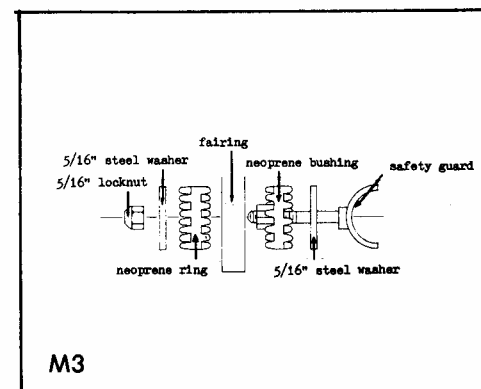 fairing
5/16" steel washer
neoprene bushing
safety guard
5/16" locknut
neoprene ring
5/16" steel washer
M3